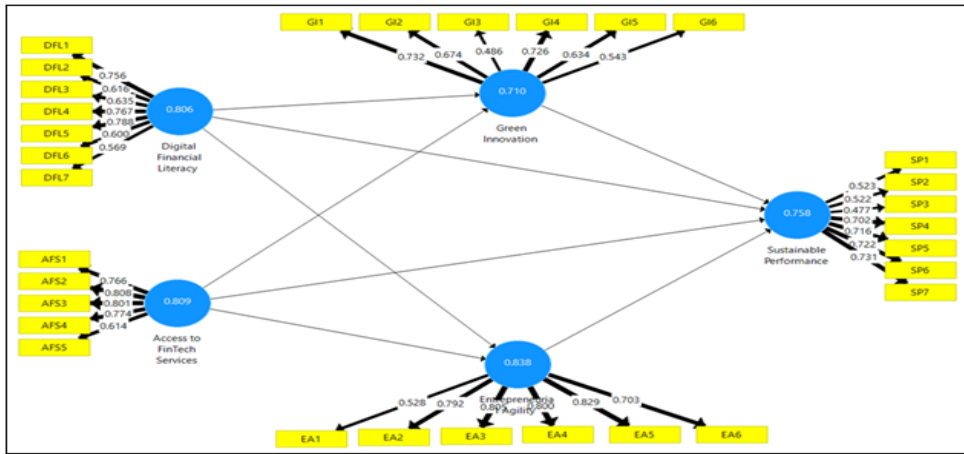 GI1 GI2 GI3 GI4 GI5 GI6
0.732 0.674 0.486 0.726 0.634 0.543
0.710
Green
Innovation
DFL1
DFL2
DFL3
DFL4
DFL5
DFL6
DFL7
0.756
0.616
0.635
0.767
0.788
0.600
0.569
0.806
Digital
Financial
Literacy
SP1
SP2
SP3
SP4
SP5
SP6
SP7
0.523
0.522
0.477
0.702
0.716
0.722
0.731
0.758
Sustainable
Performance
AFS1
AFS2
AFS3
AFS4
AFS5
0.766
0.808
0.801
0.774
0.614
0.809
Access to
FinTech
Services
0.838
Entrepreneuria
l Agility
0.528 0.792 0.805 0.800 0.829 0.703
EA1 EA2 EA3 EA4 EA5 EA6